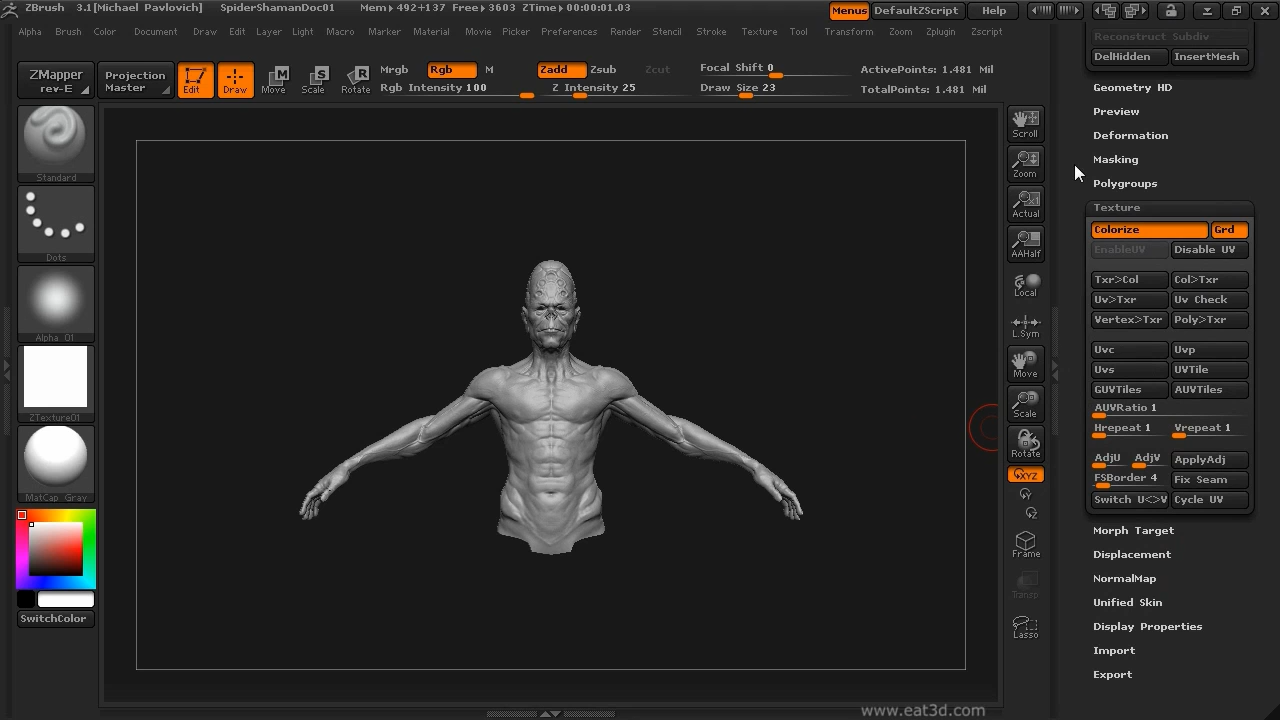 ZBrush 3.1[Michael Pavlovich] SpiderShamanDoc01 Mem▸492+137 Free▸3603 ZTime▸00:00:01.03 Menus DefaultZScript Help
Alpha Brush Color Document Draw Edit Layer Light Macro Marker Material Movie Picker Preferences Render Stencil Stroke Texture Tool Transform Zoom Zplugin Zscript
Reconstruct Subdiv
DelHidden InsertMesh
ZMapper
rev-E
Projection
Master
Edit Draw Move Scale Rotate
Mrgb Rgb M
Rgb Intensity 100
Zadd Zsub Zcut
Z Intensity 25
Focal Shift 0
Draw Size 23
ActivePoints: 1.481 Mil
TotalPoints: 1.481 Mil
Standard
Dots
Alpha 01
ZTexture01
MatCap Gray
SwitchColor
Scroll
Zoom
Actual
AAHalf
Local
L.Sym
Move
Scale
Rotate
XYZ
Y
Z
Frame
Transp
Lasso
Geometry HD
Preview
Deformation
Masking
Polygroups
Texture
Colorize Grd
EnableUV Disable UV
Txr>Col Col>Txr
Uv>Txr Uv Check
Vertex>Txr Poly>Txr
Uvc Uvp
Uvs UVTile
GUVTiles AUVTiles
AUVRatio 1
Hrepeat 1 Vrepeat 1
AdjU AdjV ApplyAdj
FSBorder 4 Fix Seam
Switch U<>V Cycle UV
Morph Target
Displacement
NormalMap
Unified Skin
Display Properties
Import
Export
www.eat3d.com